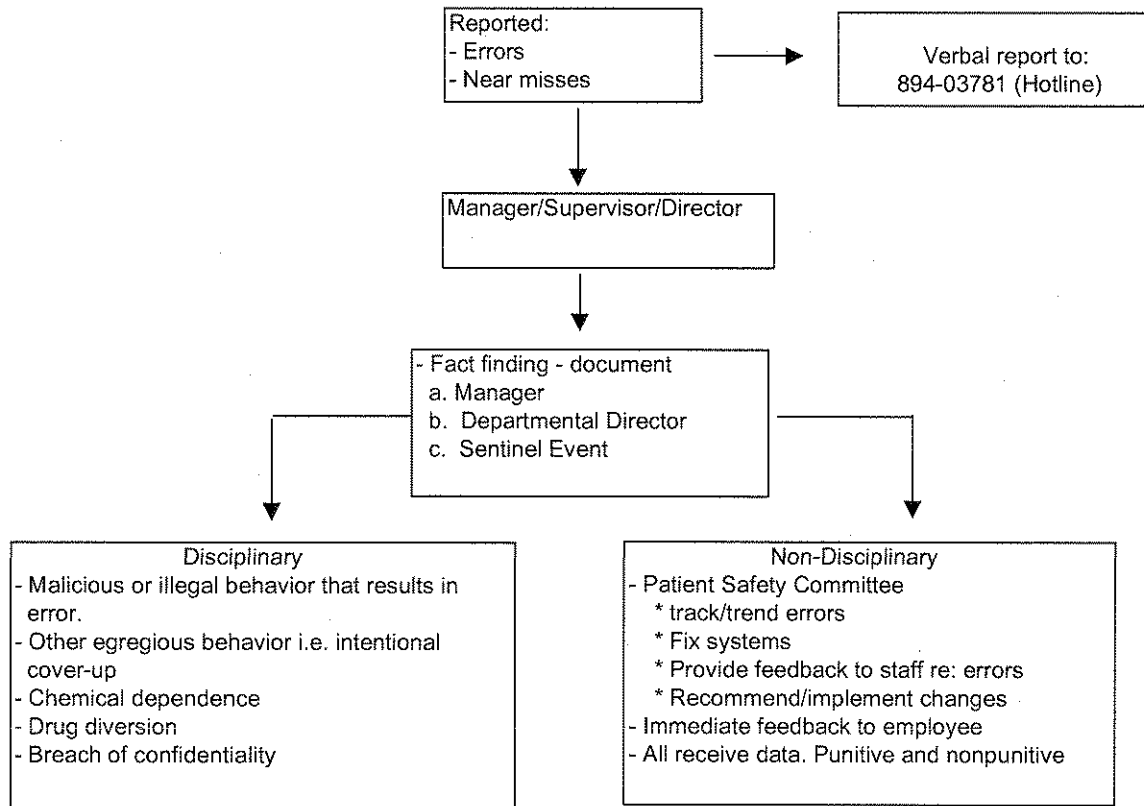 Reported:
- Errors
- Near misses
Verbal report to:
894-03781 (Hotline)
Manager/Supervisor/Director
- Fact finding - document
a. Manager
b. Departmental Director
c. Sentinel Event
Disciplinary
- Malicious or illegal behavior that results in
error.
- Other egregious behavior i.e. intentional
cover-up
- Chemical dependence
- Drug diversion
- Breach of confidentiality
Non-Disciplinary
- Patient Safety Committee
* track/trend errors
* Fix systems
* Provide feedback to staff re: errors
* Recommend/implement changes
- Immediate feedback to employee
- All receive data. Punitive and nonpunitive